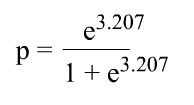 p = e^3.207 / 1 + e^3.207